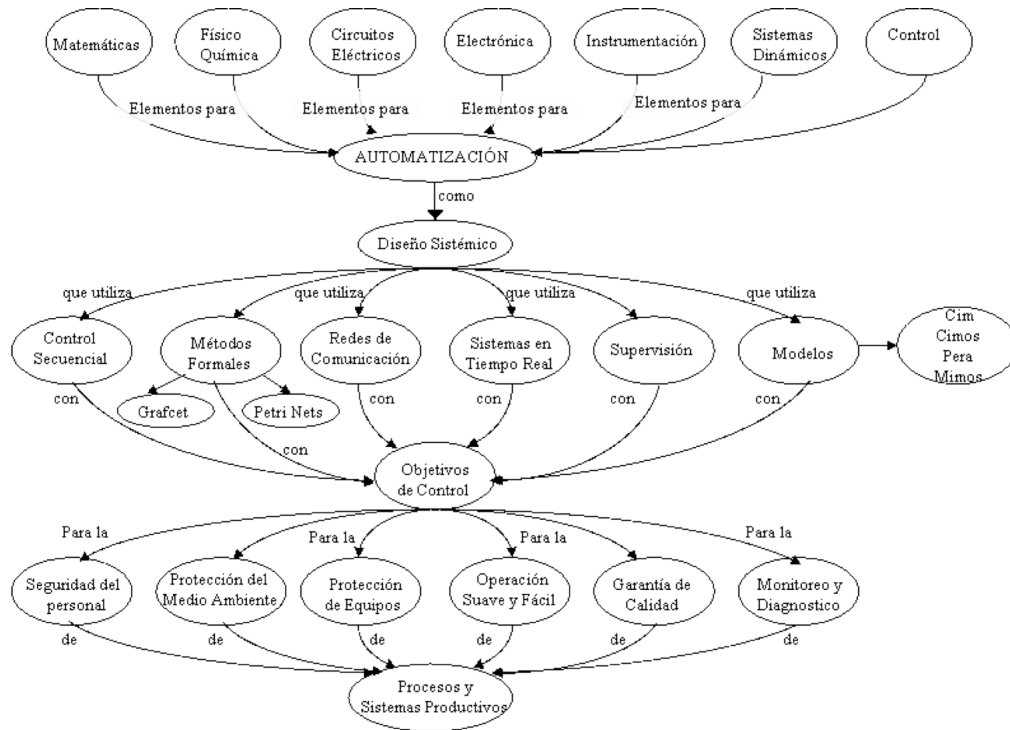 Matemáticas
Físico
Química
Circuitos
Eléctricos
Electrónica
Instrumentación
Sistemas
Dinámicos
Control
Elementos para
Elementos para
Elementos para
Elementos para
AUTOMATIZACIÓN
como
Diseño Sistémico
que utiliza
que utiliza
que utiliza
que utiliza
Control
Secuencial
Métodos
Formales
Redes de
Comunicación
Sistemas en
Tiempo Real
Supervisión
Modelos
Cim
Cimos
Pera
Mimos
Grafcet
Petri Nets
con
con
con
con
con
con
Objetivos
de Control
Para la
Para la
Para la
Para la
Seguridad del
personal
Protección del
Medio Ambiente
Protección
de Equipos
Operación
Suave y Fácil
Garantía de
Calidad
Monitoreo y
Diagnostico
de
de
de
de
de
de
Procesos y
Sistemas Productivos